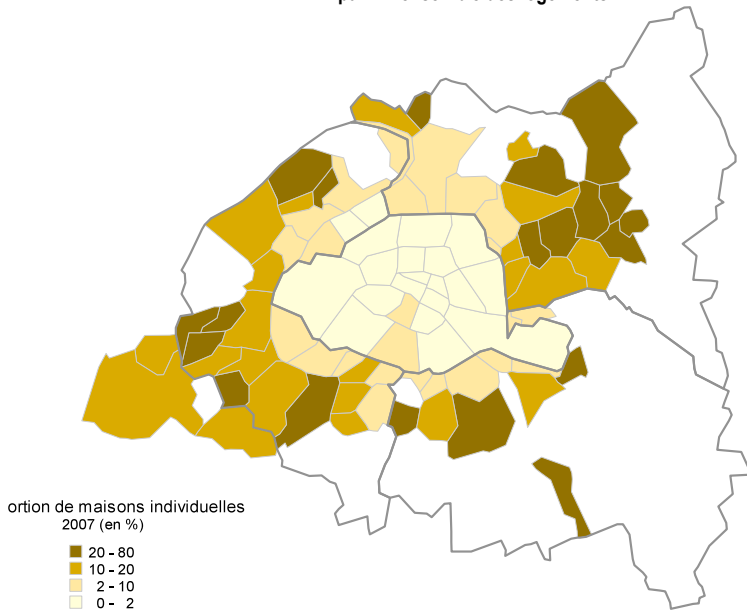 ortion de maisons individuelles
2007 (en %)
20 - 80
10 - 20
2 - 10
0 - 2